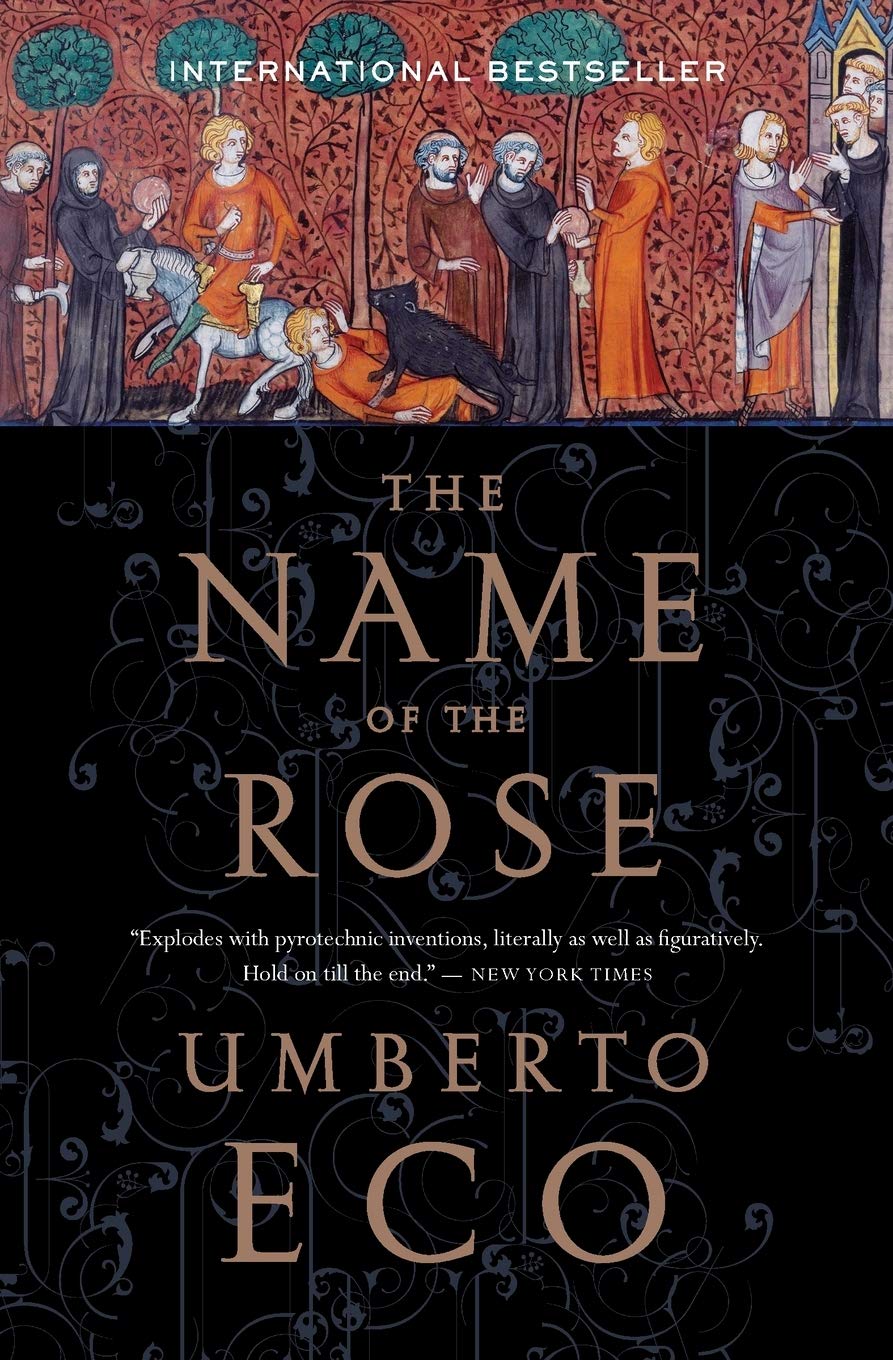 INTERNATIONAL BESTSELLER
THE
NAME
OF THE
ROSE
“Explodes with pyrotechnic inventions, literally as well as figuratively.
Hold on till the end.” — NEW YORK TIMES
UMBERTO
ECO